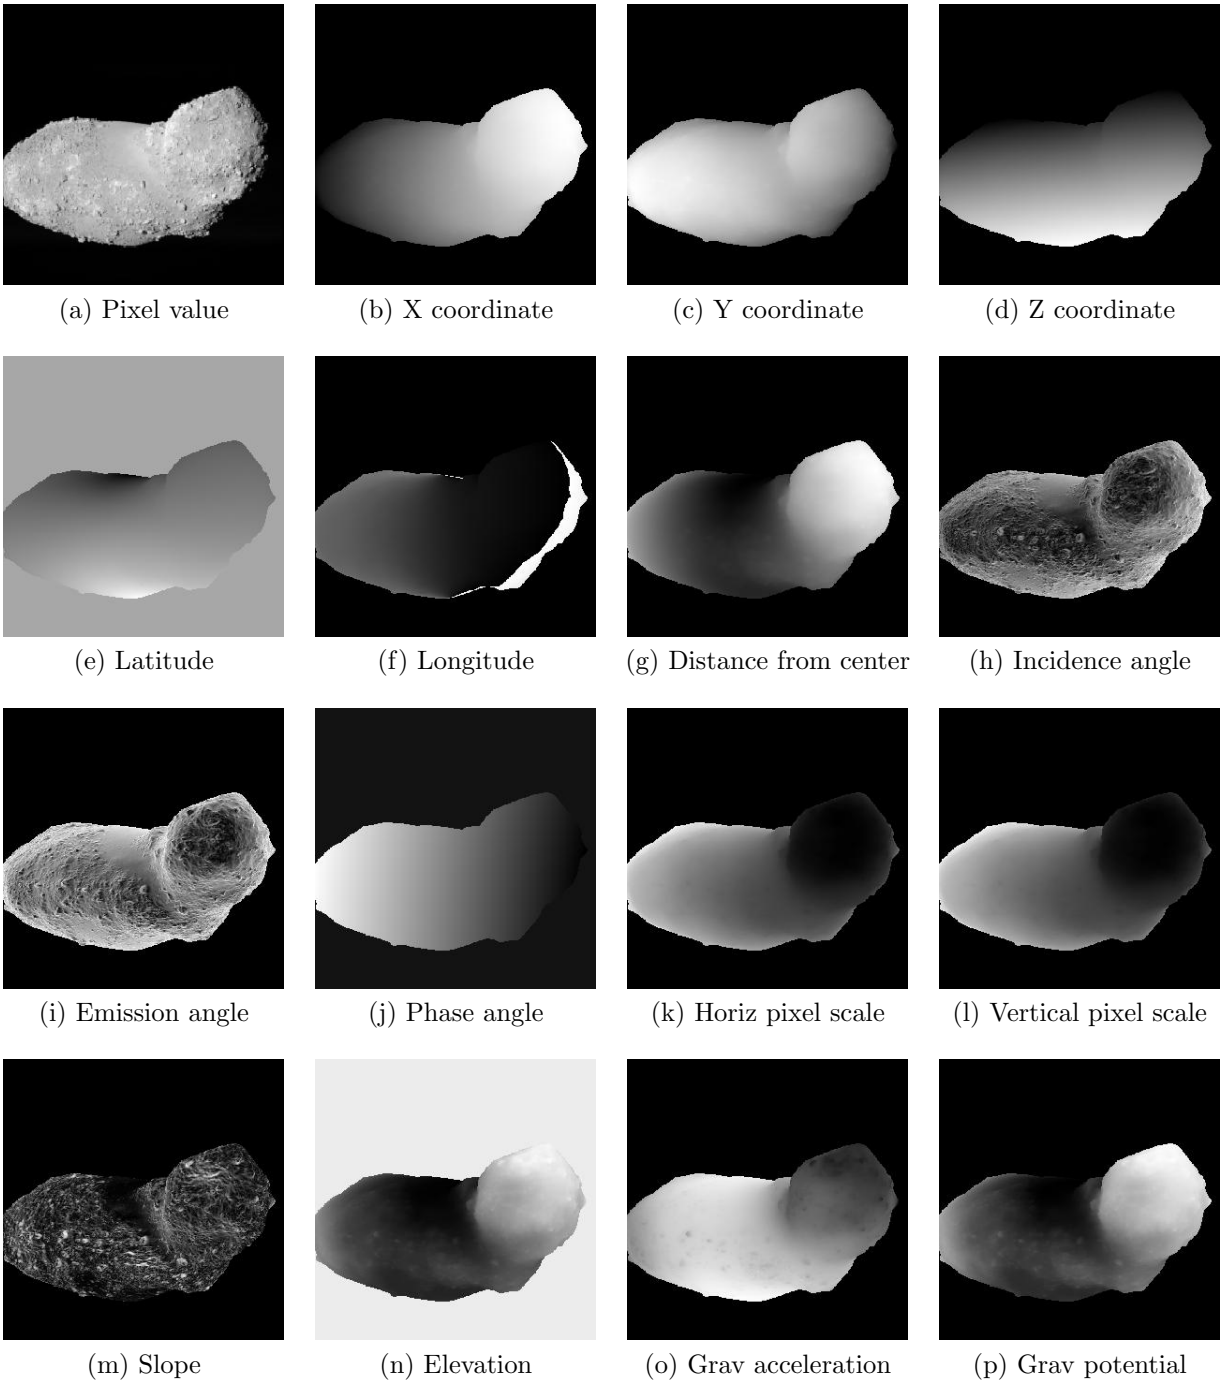 (a) Pixel value
(b) X coordinate
(c) Y coordinate
(d) Z coordinate
(e) Latitude
(f) Longitude
(g) Distance from center
(h) Incidence angle
(i) Emission angle
(j) Phase angle
(k) Horiz pixel scale
(l) Vertical pixel scale
(m) Slope
(n) Elevation
(o) Grav acceleration
(p) Grav potential